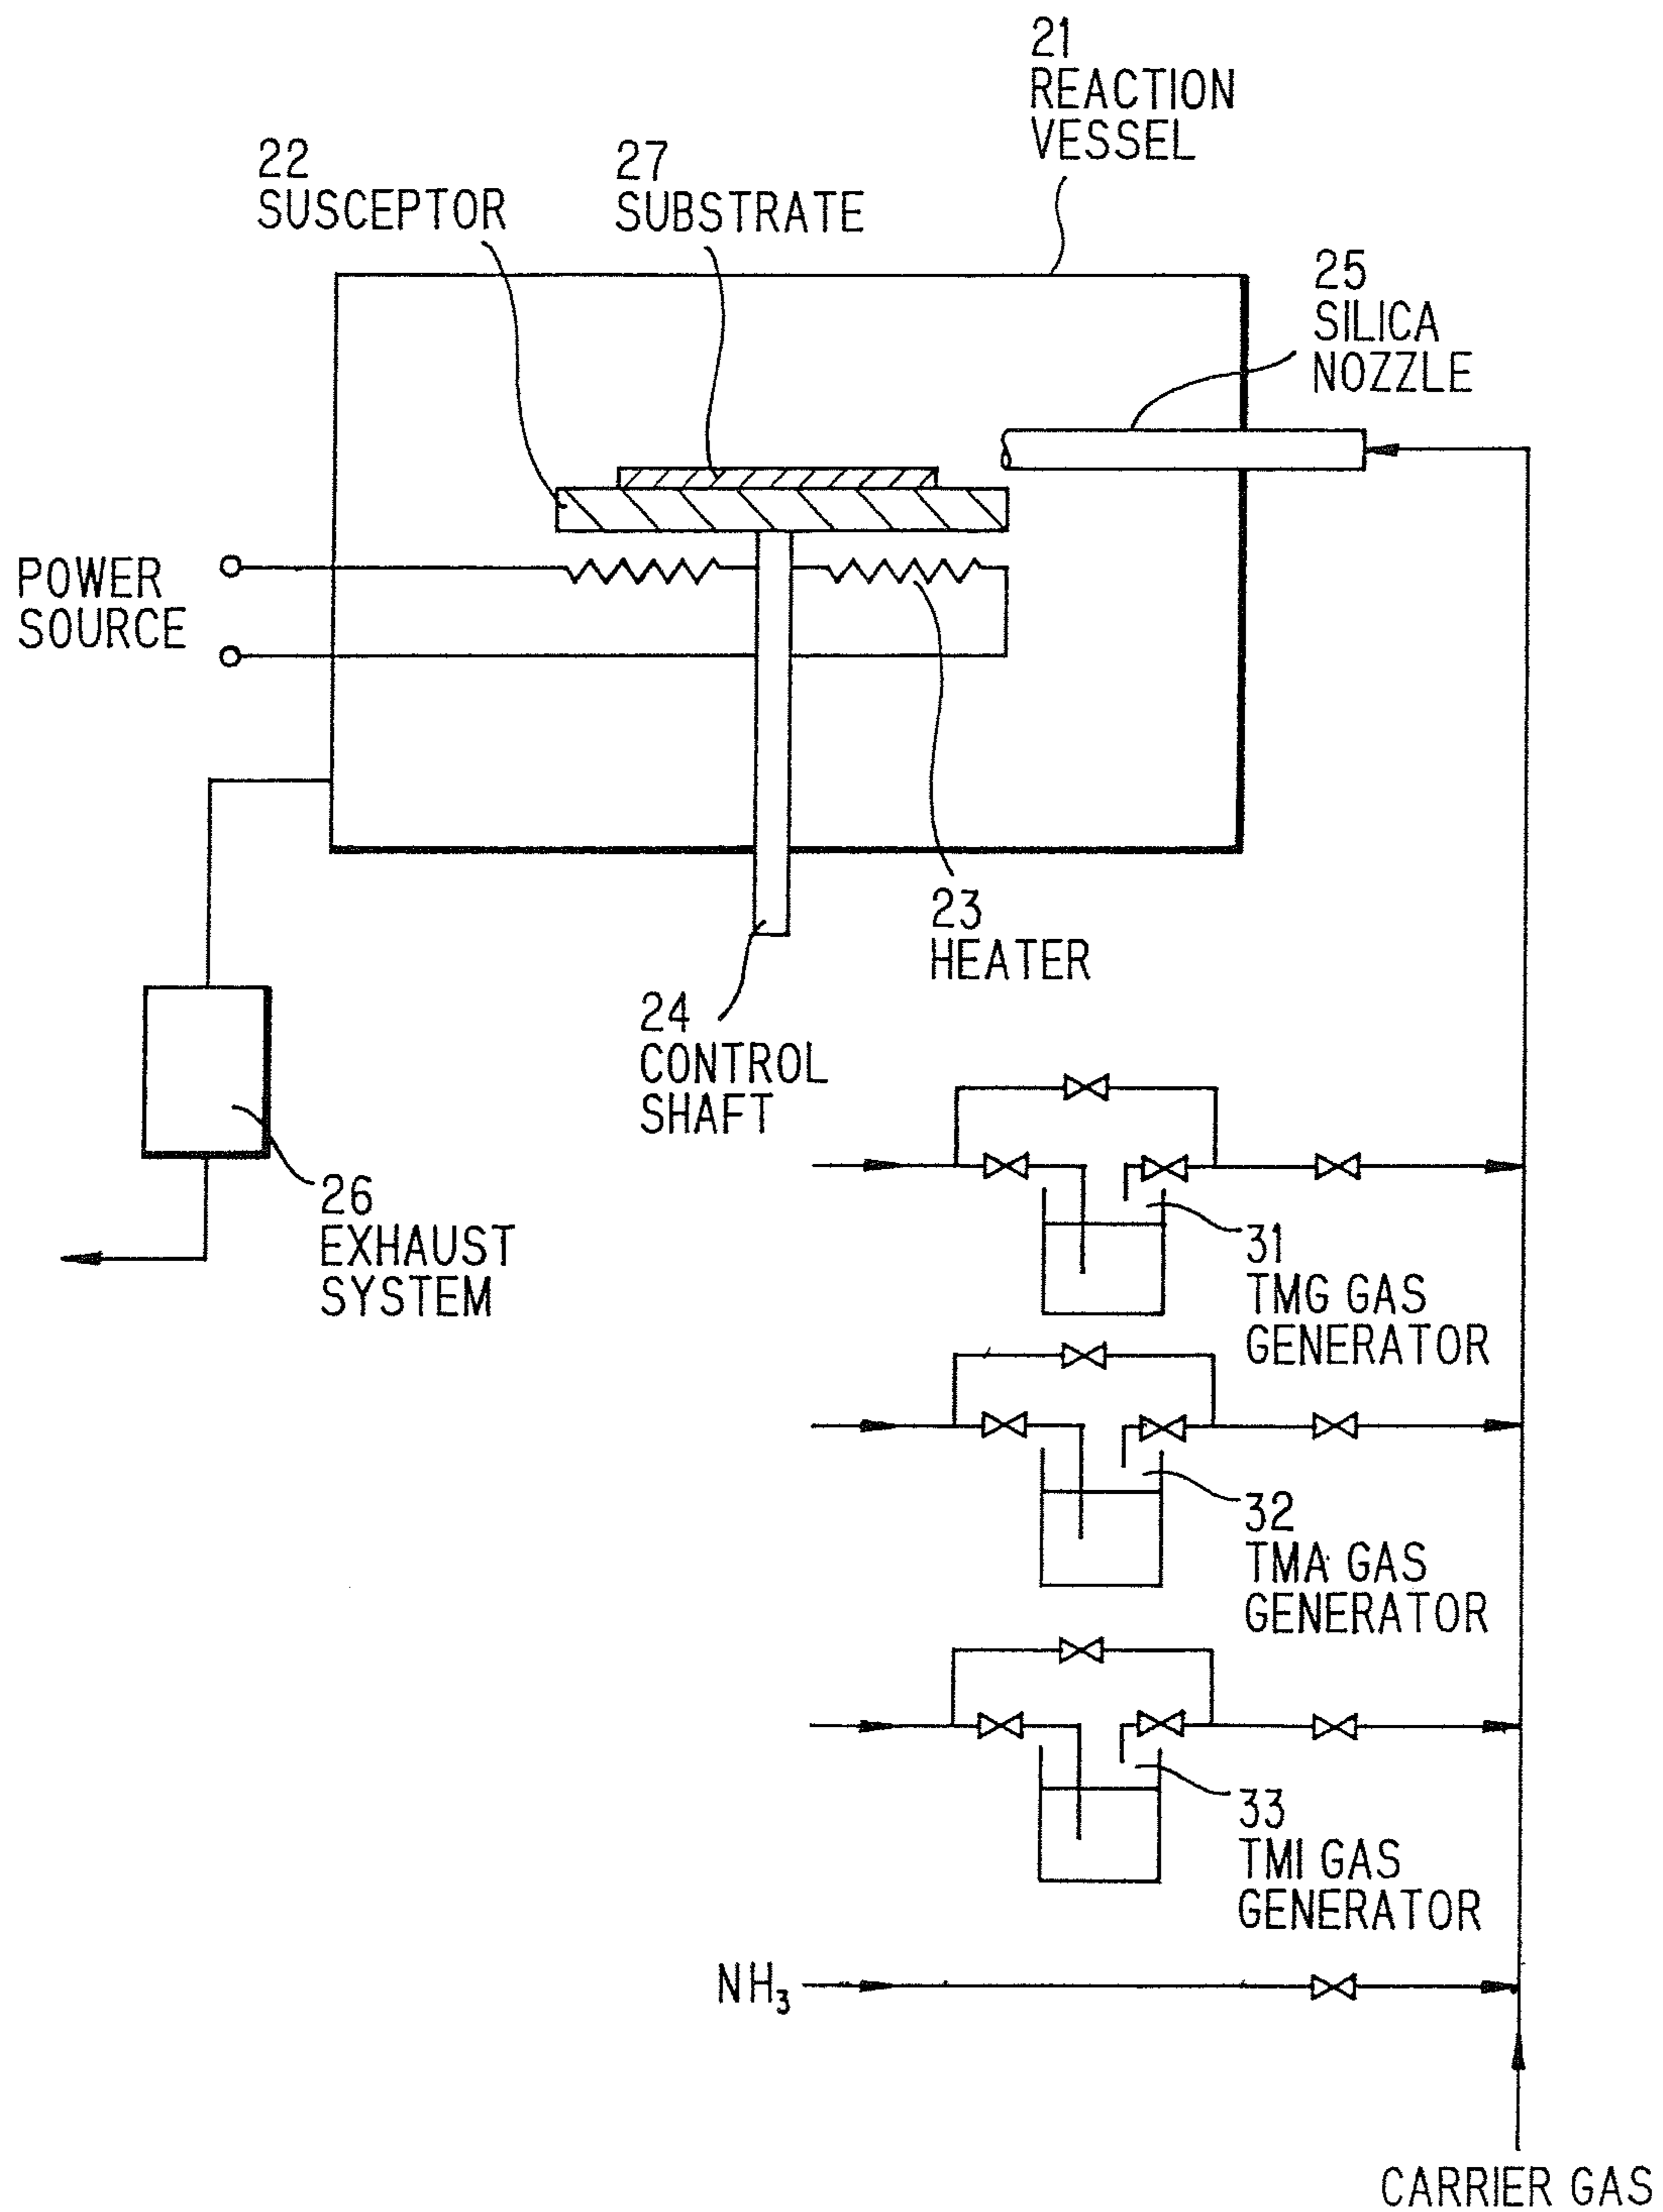 21
REACTION
VESSEL
22
SUSCEPTOR
27
SUBSTRATE
25
SILICA
NOZZLE
POWER
SOURCE
23
HEATER
24
CONTROL
SHAFT
26
EXHAUST
SYSTEM
31
TMG GAS
GENERATOR
32
TMA GAS
GENERATOR
33
TMI GAS
GENERATOR
NH₃
CARRIER GAS